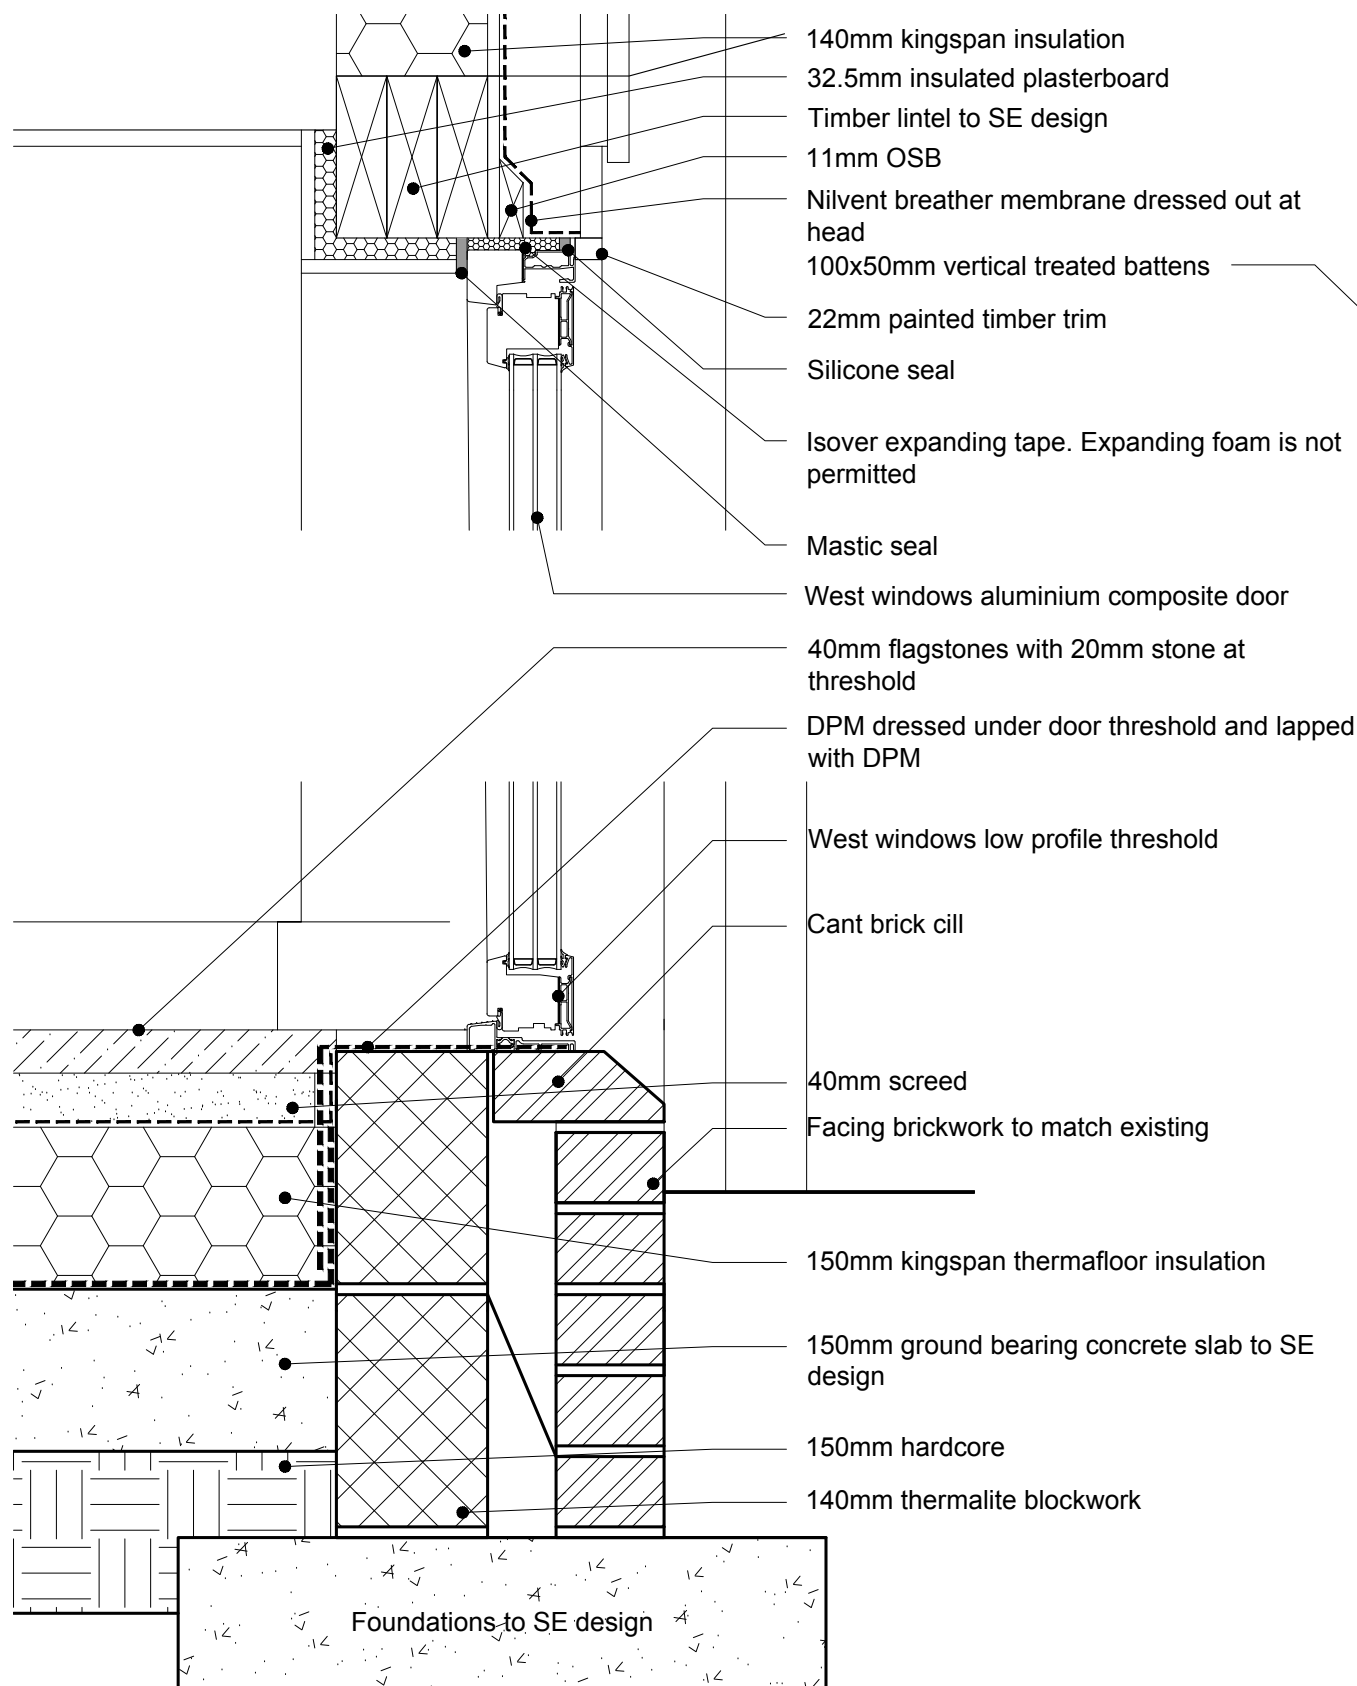 140mm kingspan insulation
32.5mm insulated plasterboard
Timber lintel to SE design
11mm OSB
Nilvent breather membrane dressed out at
head
100x50mm vertical treated battens
22mm painted timber trim
Silicone seal
Isover expanding tape. Expanding foam is not
permitted
Mastic seal
West windows aluminium composite door
40mm flagstones with 20mm stone at
threshold
DPM dressed under door threshold and lapped
with DPM
West windows low profile threshold
Cant brick cill
40mm screed
Facing brickwork to match existing
150mm kingspan thermafloor insulation
150mm ground bearing concrete slab to SE
design
150mm hardcore
140mm thermalite blockwork
Foundations to SE design